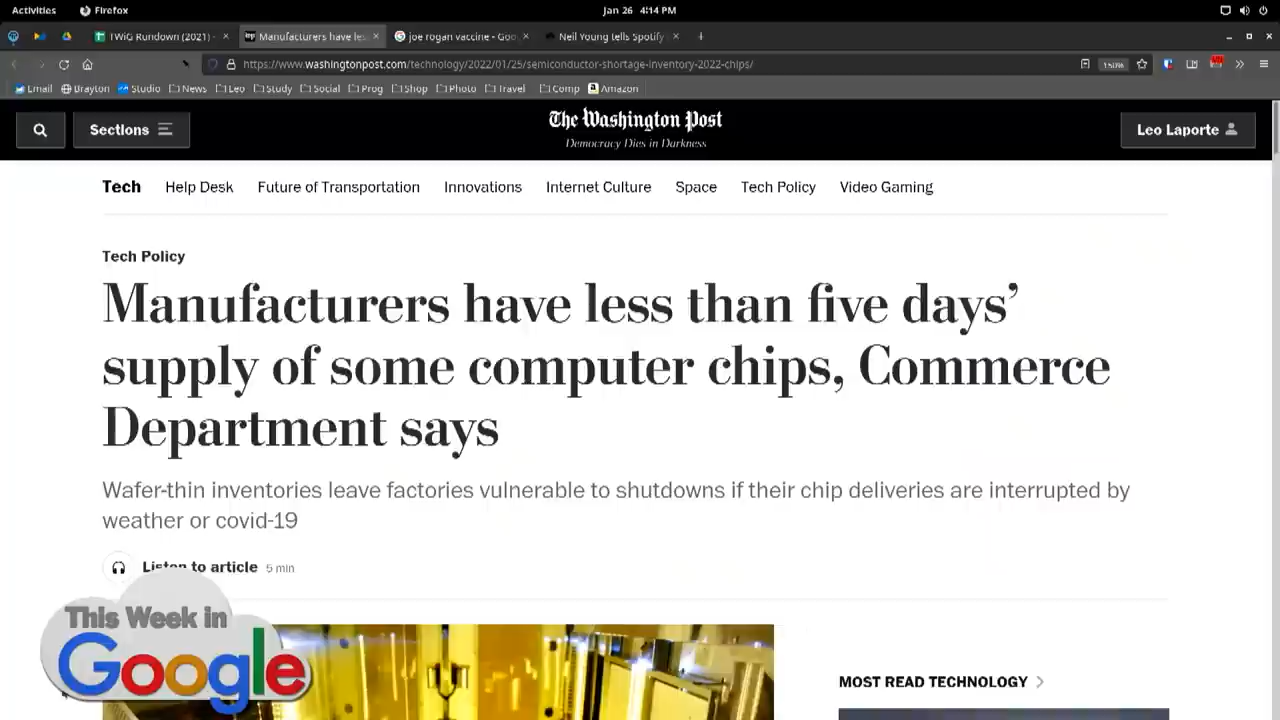 Activities Firefox Jan 26 4:14 PM
TWiG Rundown (2021) - Manufacturers have les joe rogan vaccine - Goo Neil Young tells Spotify
https://www.washingtonpost.com/technology/2022/01/25/semiconductor-shortage-inventory-2022-chips/ 150%
Email Brayton Studio News Leo Study Social Prog Shop Photo Travel Comp Amazon
Sections The Washington Post Leo Laporte
Democracy Dies in Darkness
Tech Help Desk Future of Transportation Innovations Internet Culture Space Tech Policy Video Gaming
Tech Policy
Manufacturers have less than five days’
supply of some computer chips, Commerce
Department says
Wafer-thin inventories leave factories vulnerable to shutdowns if their chip deliveries are interrupted by
weather or covid-19
Listen to article 5 min
This Week in
Google
MOST READ TECHNOLOGY